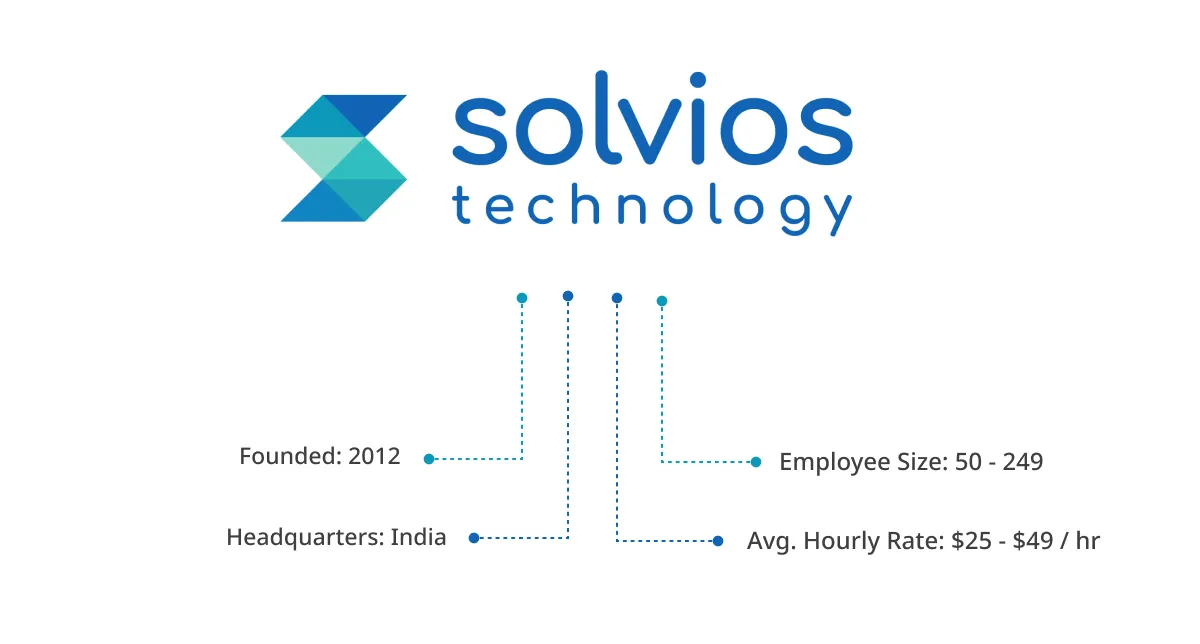 solvios
technology
Founded: 2012
Employee Size: 50 - 249
Headquarters: India
Avg. Hourly Rate: $25 - $49 / hr